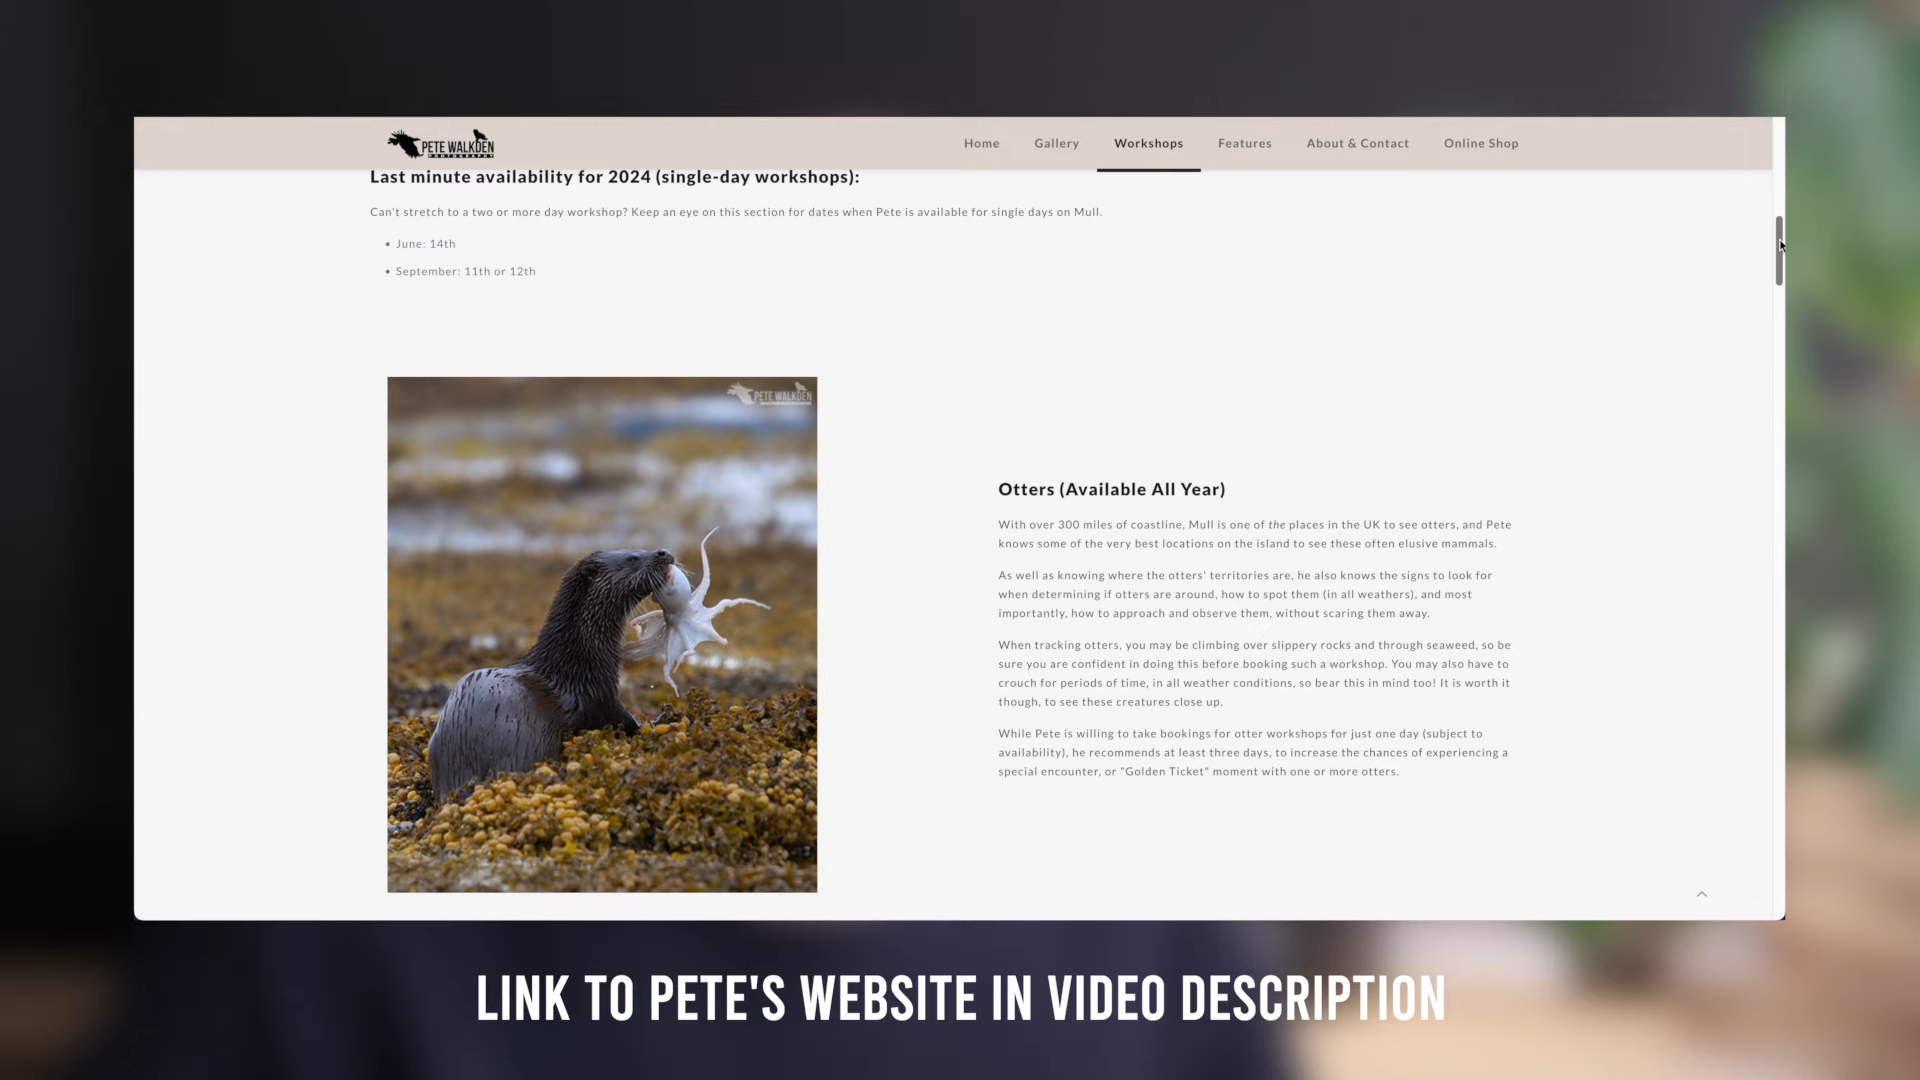 PETE WALKDEN
PHOTOGRAPHY
Home Gallery Workshops Features About & Contact Online Shop
Last minute availability for 2024 (single-day workshops):
Can't stretch to a two or more day workshop? Keep an eye on this section for dates when Pete is available for single days on Mull.
• June: 14th
• September: 11th or 12th
PETE WALKDEN
Otters (Available All Year)
With over 300 miles of coastline, Mull is one of the places in the UK to see otters, and Pete
knows some of the very best locations on the island to see these often elusive mammals.
As well as knowing where the otters' territories are, he also knows the signs to look for
when determining if otters are around, how to spot them (in all weathers), and most
importantly, how to approach and observe them, without scaring them away.
When tracking otters, you may be climbing over slippery rocks and through seaweed, so be
sure you are confident in doing this before booking such a workshop. You may also have to
crouch for periods of time, in all weather conditions, so bear this in mind too! It is worth it
though, to see these creatures close up.
While Pete is willing to take bookings for otter workshops for just one day (subject to
availability), he recommends at least three days, to increase the chances of experiencing a
special encounter, or "Golden Ticket" moment with one or more otters.
LINK TO PETE'S WEBSITE IN VIDEO DESCRIPTION